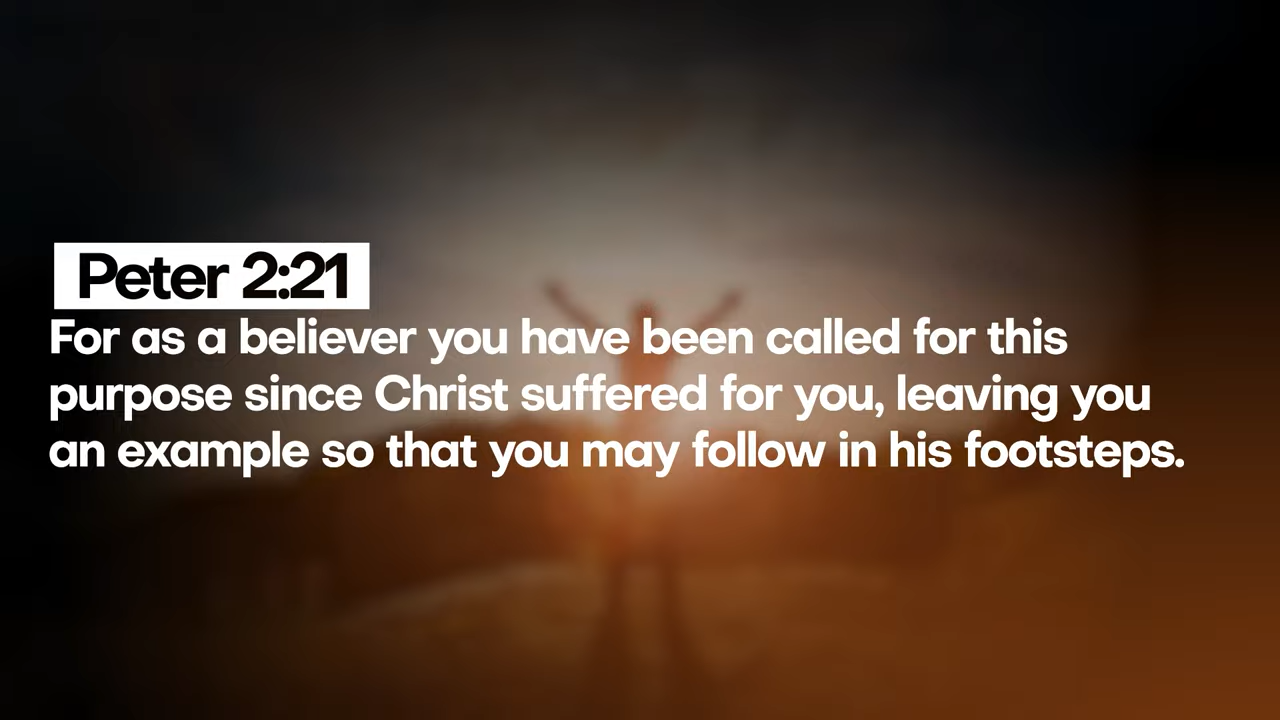 Peter 2:21
For as a believer you have been called for this
purpose since Christ suffered for you, leaving you
an example so that you may follow in his footsteps.